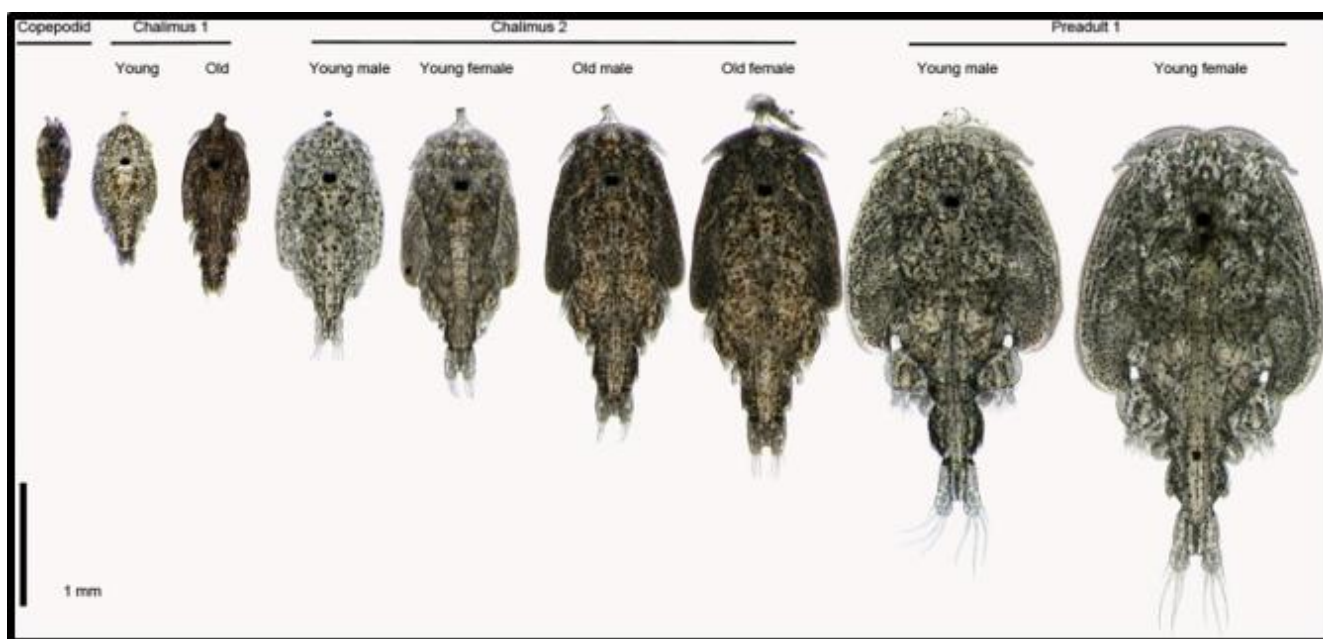 Copepodid Chalimus 1 Chalimus 2 Preadult 1
Young Old Young male Young female Old male Old female Young male Young female
1 mm